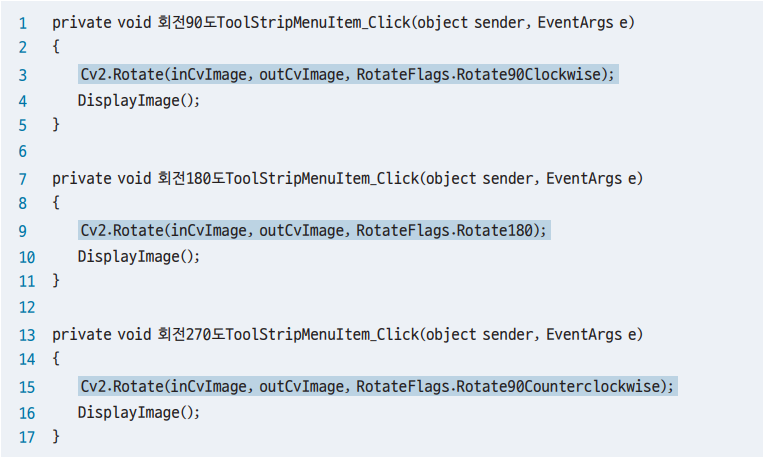 1 private void 회전90도ToolStripMenuItem_Click(object sender, EventArgs e)
2 {
3 Cv2.Rotate(inCvImage, outCvImage, RotateFlags.Rotate90Clockwise);
4 DisplayImage();
5 }
6
7 private void 회전180도ToolStripMenuItem_Click(object sender, EventArgs e)
8 {
9 Cv2.Rotate(inCvImage, outCvImage, RotateFlags.Rotate180);
10 DisplayImage();
11 }
12
13 private void 회전270도ToolStripMenuItem_Click(object sender, EventArgs e)
14 {
15 Cv2.Rotate(inCvImage, outCvImage, RotateFlags.Rotate90Counterclockwise);
16 DisplayImage();
17 }